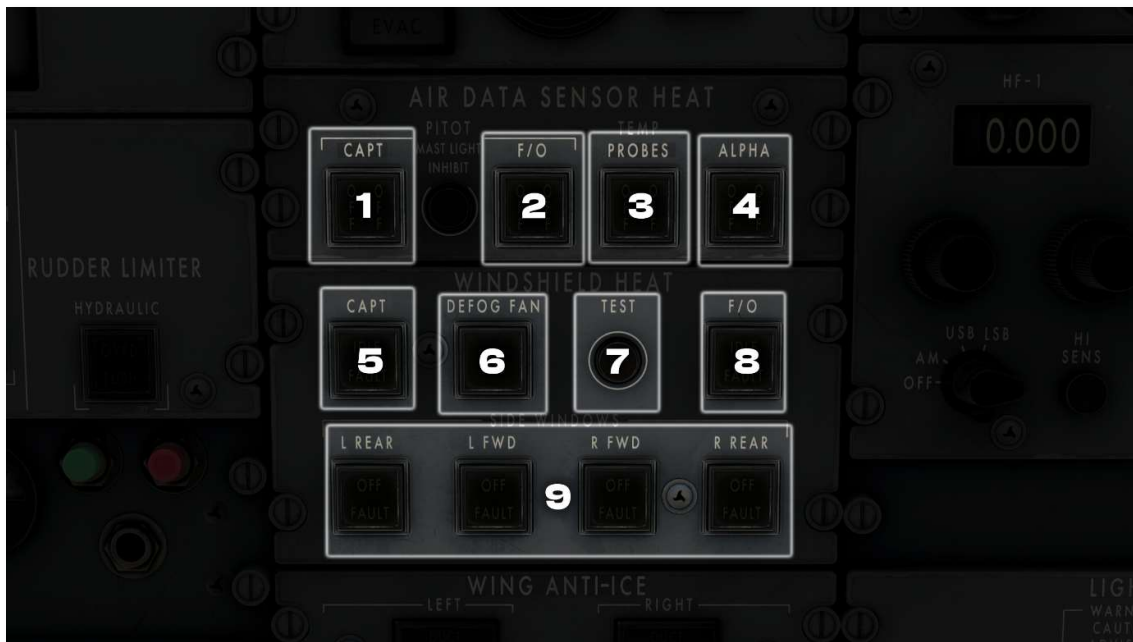 EVAC
AIR DATA SENSOR HEAT
HF-1
0.000
PITOT
MAST LIGHT
INHIBIT
TEMP
CAPT
F/O
PROBES
ALPHA
1
2
3
4
RUDDER LIMITER
HYDRAULIC
WINDSHIELD HEAT
CAPT
DEFOG FAN
TEST
F/O
5
6
7
8
FAULT
USB LSB
AM
OFF
HI
SENS
SIDE WINDOWS
L REAR
L FWD
R FWD
R REAR
OFF
FAULT
OFF
FAULT
9
OFF
FAULT
OFF
FAULT
WING ANTI-ICE
LEFT
RIGHT